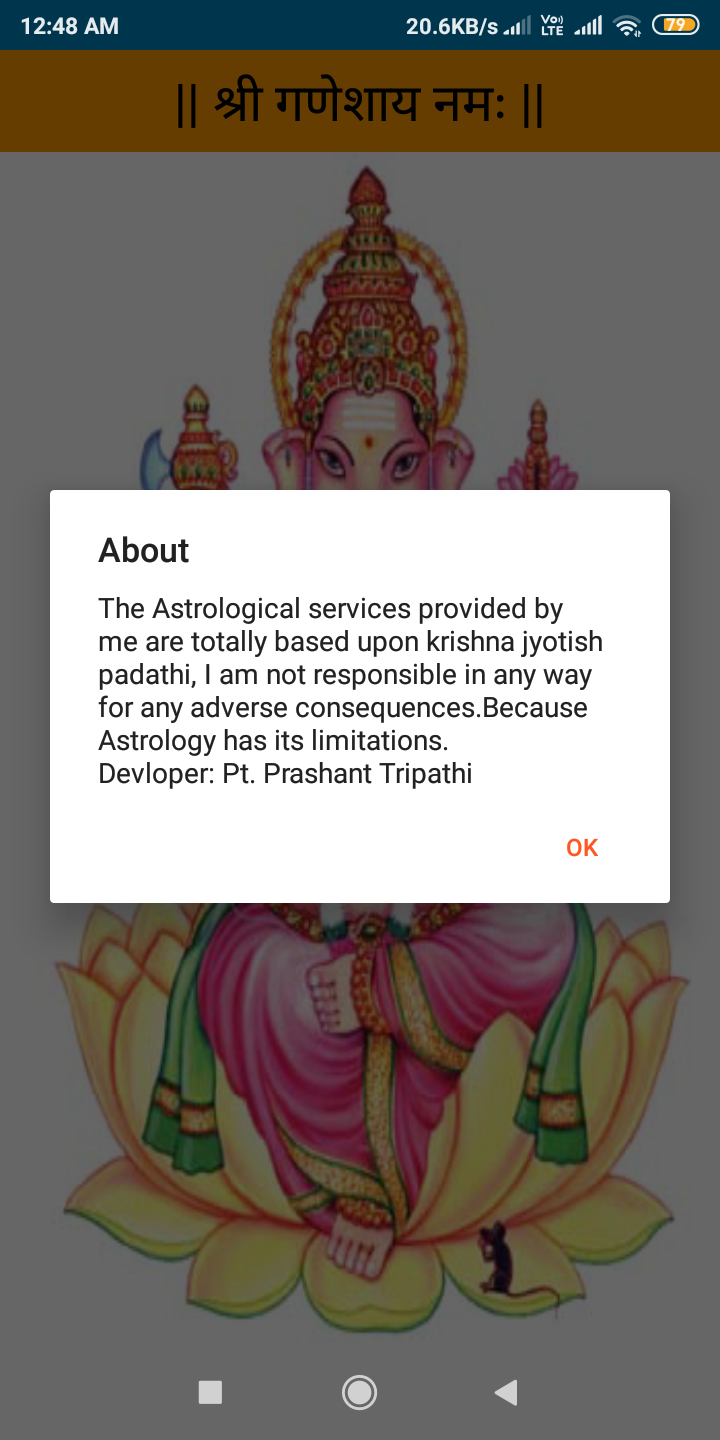 12:48 AM 20.6KB/s Vo) LTE 79
|| श्री गणेशाय नमः ||
About
The Astrological services provided by
me are totally based upon krishna jyotish
padathi, I am not responsible in any way
for any adverse consequences.Because
Astrology has its limitations.
Devloper: Pt. Prashant Tripathi
OK